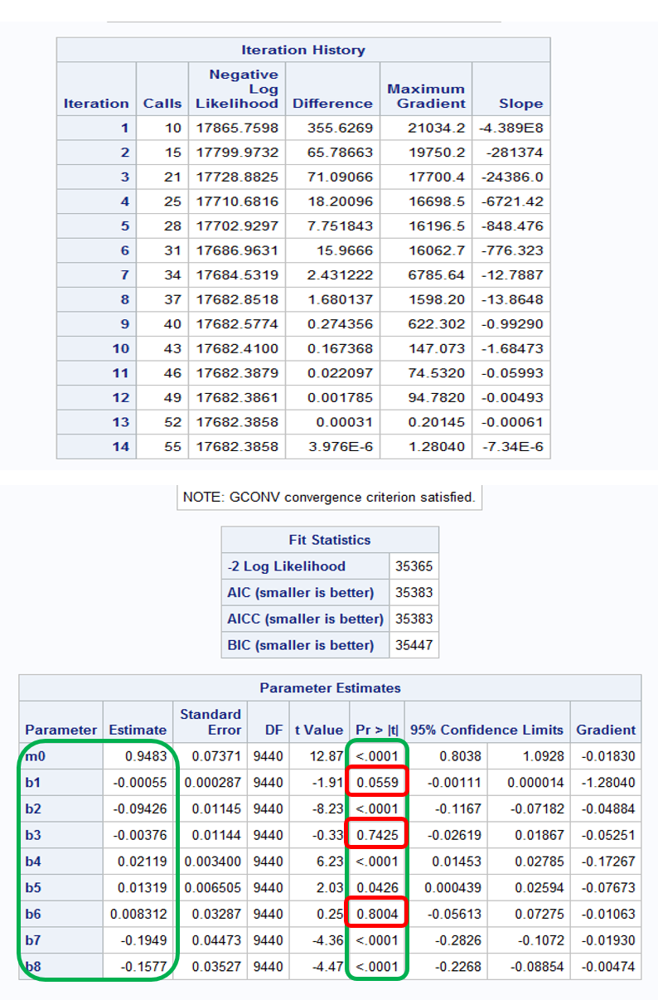 Iteration History
Iteration Calls Negative Log Likelihood Difference Maximum Gradient Slope
1 10 17865.7598 355.6269 21034.2 -4.389E8
2 15 17799.9732 65.78663 19750.2 -281374
3 21 17728.8825 71.09066 17700.4 -24386.0
4 25 17710.6816 18.20096 16698.5 -6721.42
5 28 17702.9297 7.751843 16196.5 -848.476
6 31 17686.9631 15.9666 16062.7 -776.323
7 34 17684.5319 2.431222 6785.64 -12.7887
8 37 17682.8518 1.680137 1598.20 -13.8648
9 40 17682.5774 0.274356 622.302 -0.99290
10 43 17682.4100 0.167368 147.073 -1.68473
11 46 17682.3879 0.022097 74.5320 -0.05993
12 49 17682.3861 0.001785 94.7820 -0.00493
13 52 17682.3858 0.00031 0.20145 -0.00061
14 55 17682.3858 3.976E-6 1.28040 -7.34E-6
NOTE: GCONV convergence criterion satisfied.
Fit Statistics
-2 Log Likelihood 35365
AIC (smaller is better) 35383
AICC (smaller is better) 35383
BIC (smaller is better) 35447
Parameter Estimates
Parameter Estimate Standard Error DF t Value Pr > |t| 95% Confidence Limits Gradient
m0 0.9483 0.07371 9440 12.87 <.0001 0.8038 1.0928 -0.01830
b1 -0.00055 0.000287 9440 -1.91 0.0559 -0.00111 0.000014 -1.28040
b2 -0.09426 0.01145 9440 -8.23 <.0001 -0.1167 -0.07182 -0.04884
b3 -0.00376 0.01144 9440 -0.33 0.7425 -0.02619 0.01867 -0.05251
b4 0.02119 0.003400 9440 6.23 <.0001 0.01453 0.02785 -0.17267
b5 0.01319 0.006505 9440 2.03 0.0426 0.000439 0.02594 -0.07673
b6 0.008312 0.03287 9440 0.25 0.8004 -0.05613 0.07275 -0.01063
b7 -0.1949 0.04473 9440 -4.36 <.0001 -0.2826 -0.1072 -0.01930
b8 -0.1577 0.03527 9440 -4.47 <.0001 -0.2268 -0.08854 -0.00474